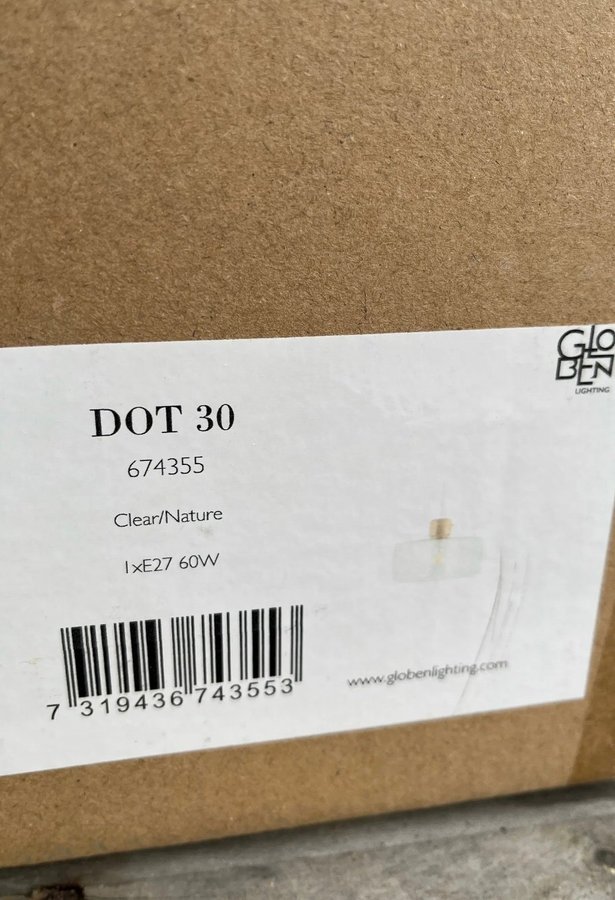 GLO
BEN
LIGHTING
DOT 30
674355
Clear/Nature
1xE27 60W
7 319436 743553
www.globenlighting.com